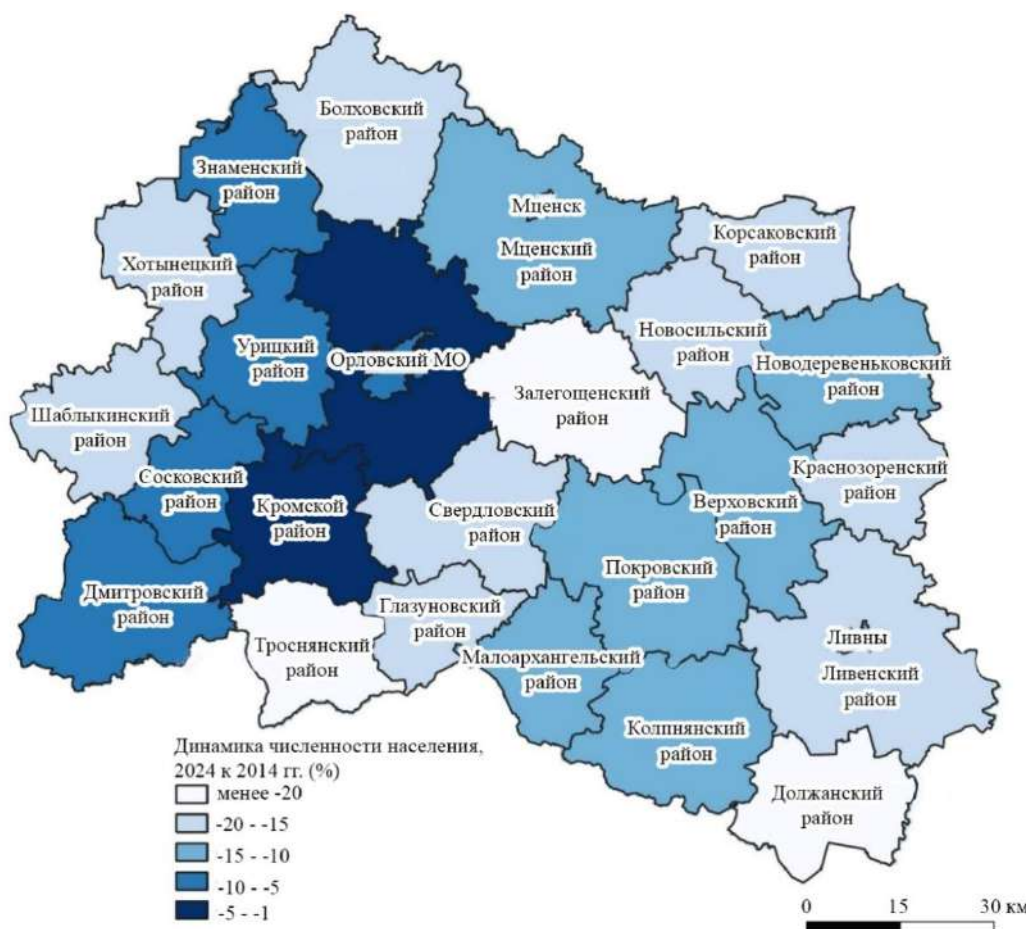 Болховский
район
Знаменский
район
Мценск
Мценский
район
Корсаковский
район
Хотынецкий
район
Урицкий
район
Орловский МО
Новосильский
район
Новодеревеньковский
район
Залегощенский
район
Шаблыкинский
район
Сосковский
район
Кромской
район
Свердловский
район
Верховский
район
Краснозоренский
район
Покровский
район
Дмитровский
район
Троснянский
район
Глазуновский
район
Малоархангельский
район
Ливны
Ливенский
район
Колпнянский
район
Должанский
район
Динамика численности населения,
2024 к 2014 гг. (%)
менее -20
-20 - -15
-15 - -10
-10 - -5
-5 - -1
0 15 30 км